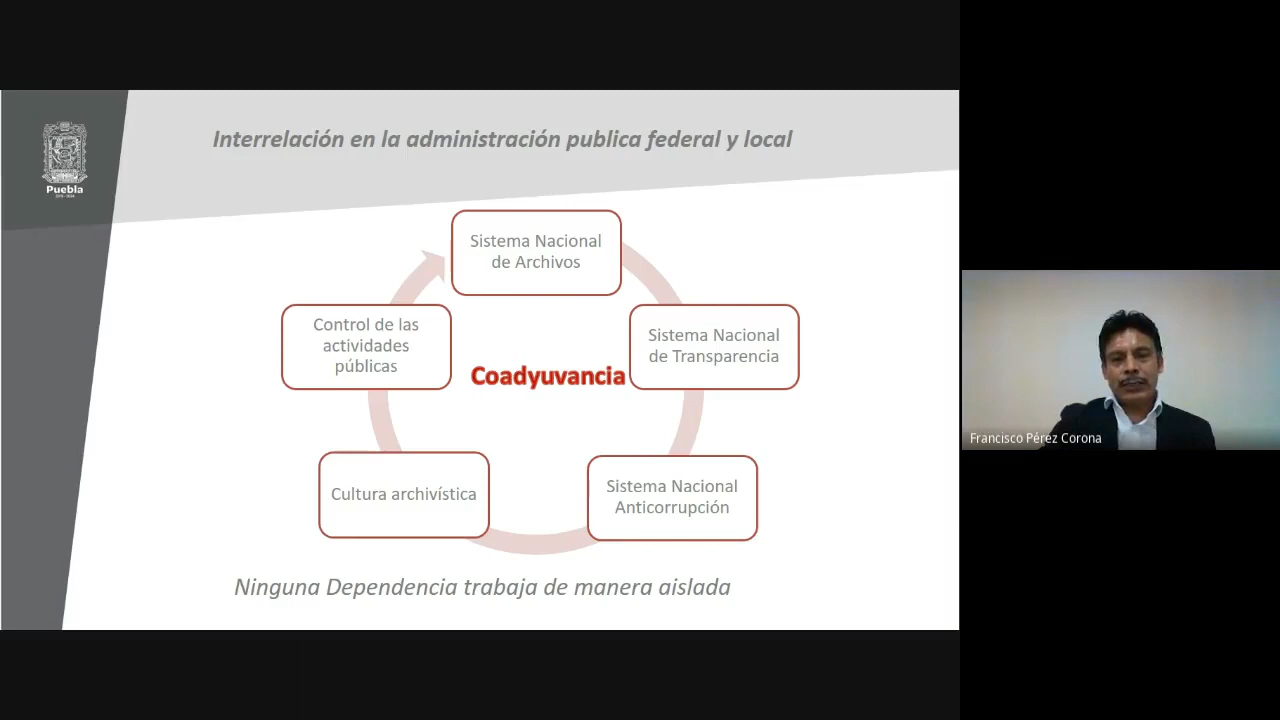 Puebla
Interrelación en la administración publica federal y local
Sistema Nacional
de Archivos
Sistema Nacional
de Transparencia
Sistema Nacional
Anticorrupción
Cultura archivística
Control de las
actividades
públicas
Coadyuvancia
Ninguna Dependencia trabaja de manera aislada
Francisco Pérez Corona